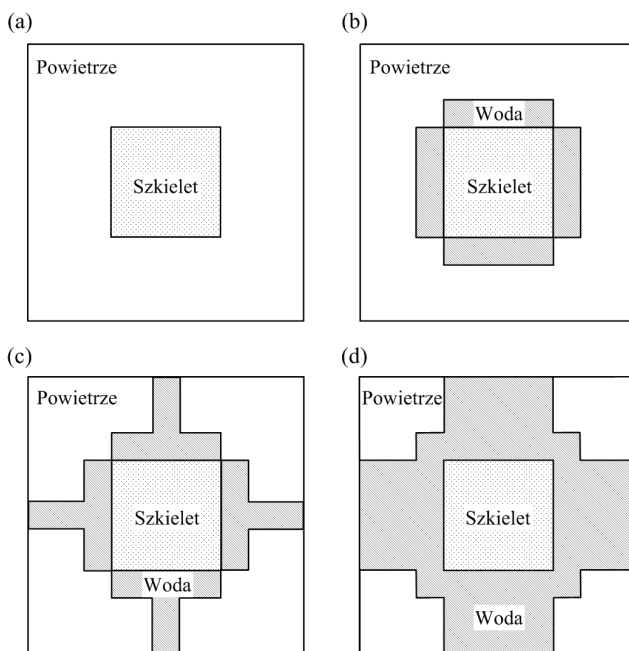 (a)
(b)
Powietrze
Powietrze
Woda
Szkielet
Szkielet
(c)
(d)
Powietrze
Powietrze
Szkielet
Szkielet
Woda
Woda